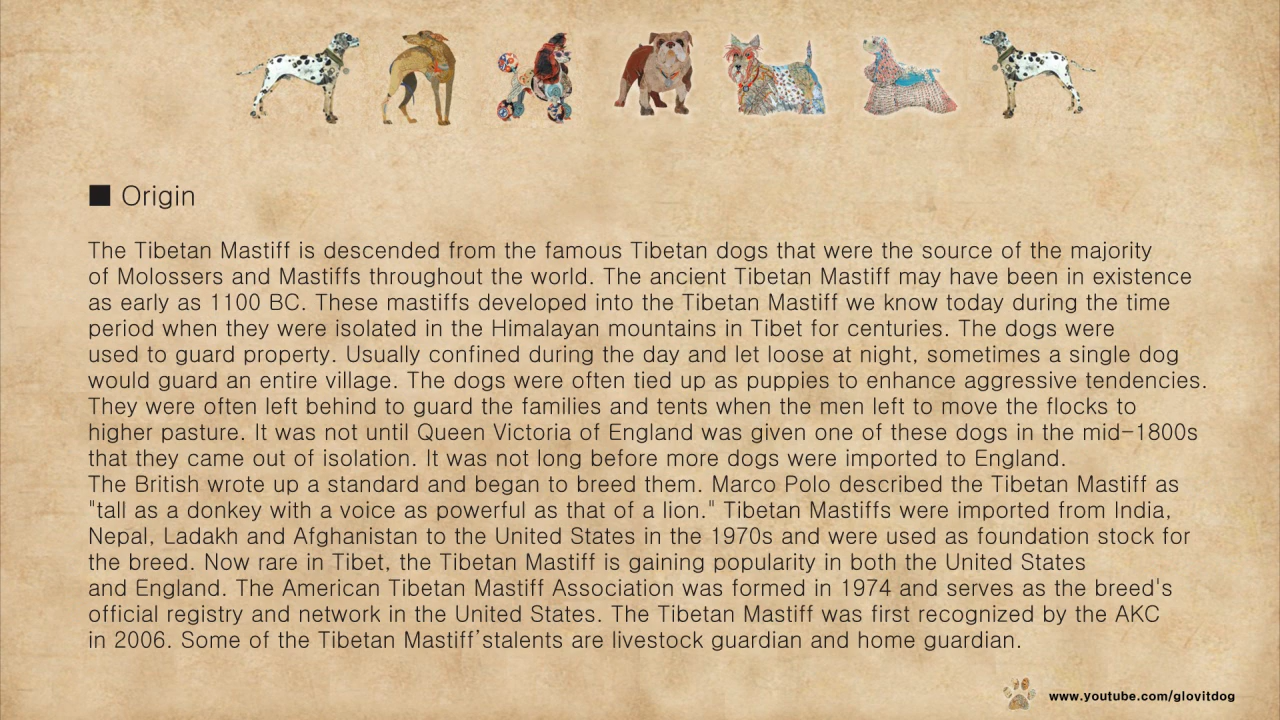 ■ Origin
The Tibetan Mastiff is descended from the famous Tibetan dogs that were the source of the majority
of Molossers and Mastiffs throughout the world. The ancient Tibetan Mastiff may have been in existence
as early as 1100 BC. These mastiffs developed into the Tibetan Mastiff we know today during the time
period when they were isolated in the Himalayan mountains in Tibet for centuries. The dogs were
used to guard property. Usually confined during the day and let loose at night, sometimes a single dog
would guard an entire village. The dogs were often tied up as puppies to enhance aggressive tendencies.
They were often left behind to guard the families and tents when the men left to move the flocks to
higher pasture. It was not until Queen Victoria of England was given one of these dogs in the mid-1800s
that they came out of isolation. It was not long before more dogs were imported to England.
The British wrote up a standard and began to breed them. Marco Polo described the Tibetan Mastiff as
"tall as a donkey with a voice as powerful as that of a lion." Tibetan Mastiffs were imported from India,
Nepal, Ladakh and Afghanistan to the United States in the 1970s and were used as foundation stock for
the breed. Now rare in Tibet, the Tibetan Mastiff is gaining popularity in both the United States
and England. The American Tibetan Mastiff Association was formed in 1974 and serves as the breed's
official registry and network in the United States. The Tibetan Mastiff was first recognized by the AKC
in 2006. Some of the Tibetan Mastiff’stalents are livestock guardian and home guardian.
www.youtube.com/glovitdog